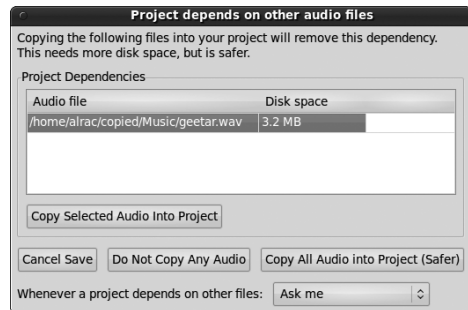 Project depends on other audio files
Copying the following files into your project will remove this dependency.
This needs more disk space, but is safer.
Project Dependencies
Audio file Disk space
/home/alrac/copied/Music/geetar.wav 3.2 MB
Copy Selected Audio Into Project
Cancel Save Do Not Copy Any Audio Copy All Audio into Project (Safer)
Whenever a project depends on other files: Ask me